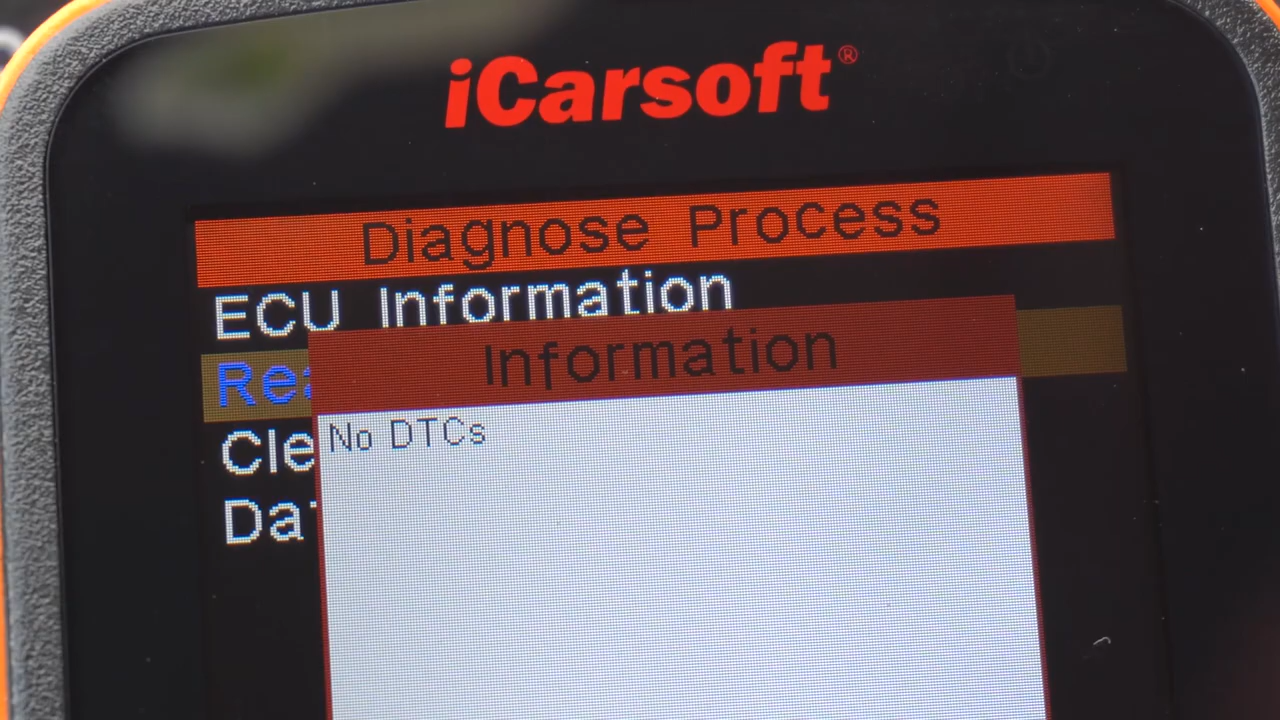 iCarsoft®
Diagnose Process
ECU Information
Information
No DTCs